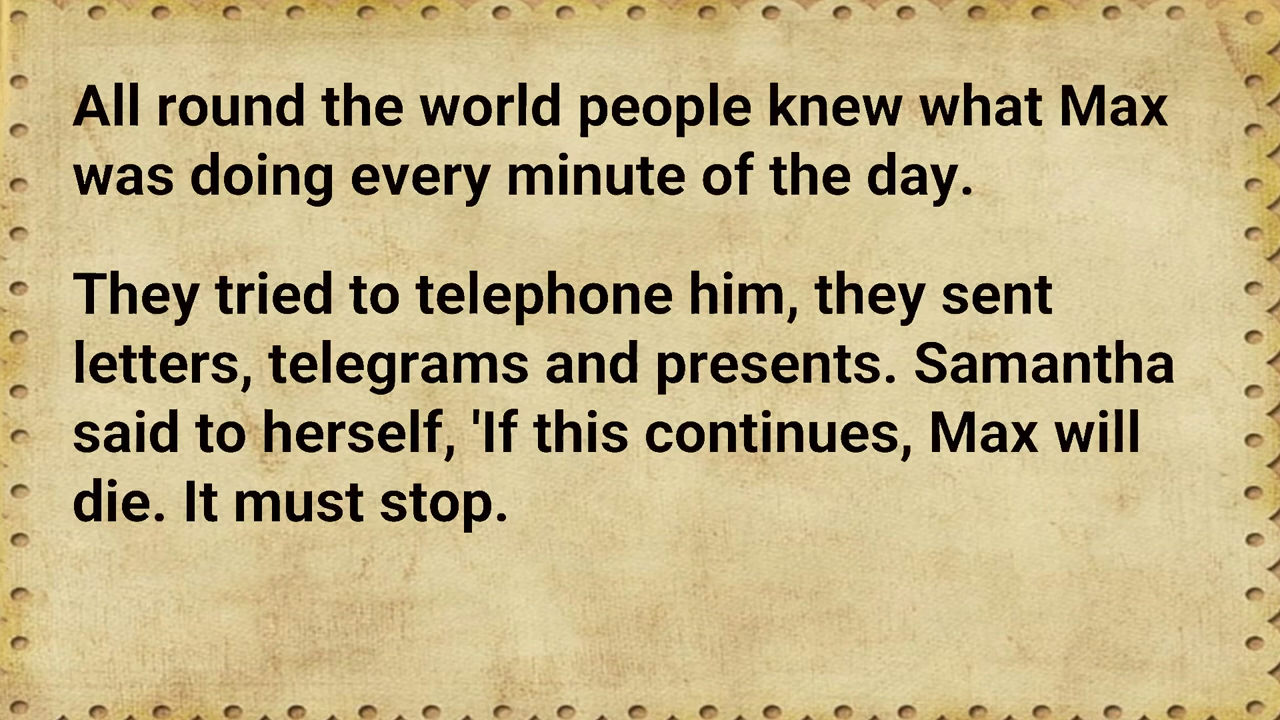 All round the world people knew what Max
was doing every minute of the day.
They tried to telephone him, they sent
letters, telegrams and presents. Samantha
said to herself, 'If this continues, Max will
die. It must stop.